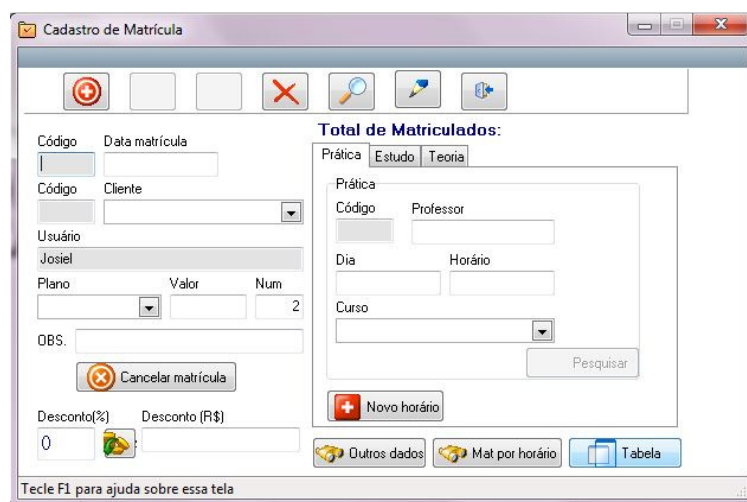 Cadastro de Matrícula
Total de Matriculados:
Código Data matrícula
Código Cliente
Usuário
Josiel
Plano Valor Num
2
OBS.
Cancelar matrícula
Desconto(%) Desconto (R$)
0 :
Prática Estudo Teoria
Prática
Código Professor
Dia Horário
Curso
Pesquisar
Novo horário
Outros dados Mat por horário Tabela
Tecle F1 para ajuda sobre essa tela